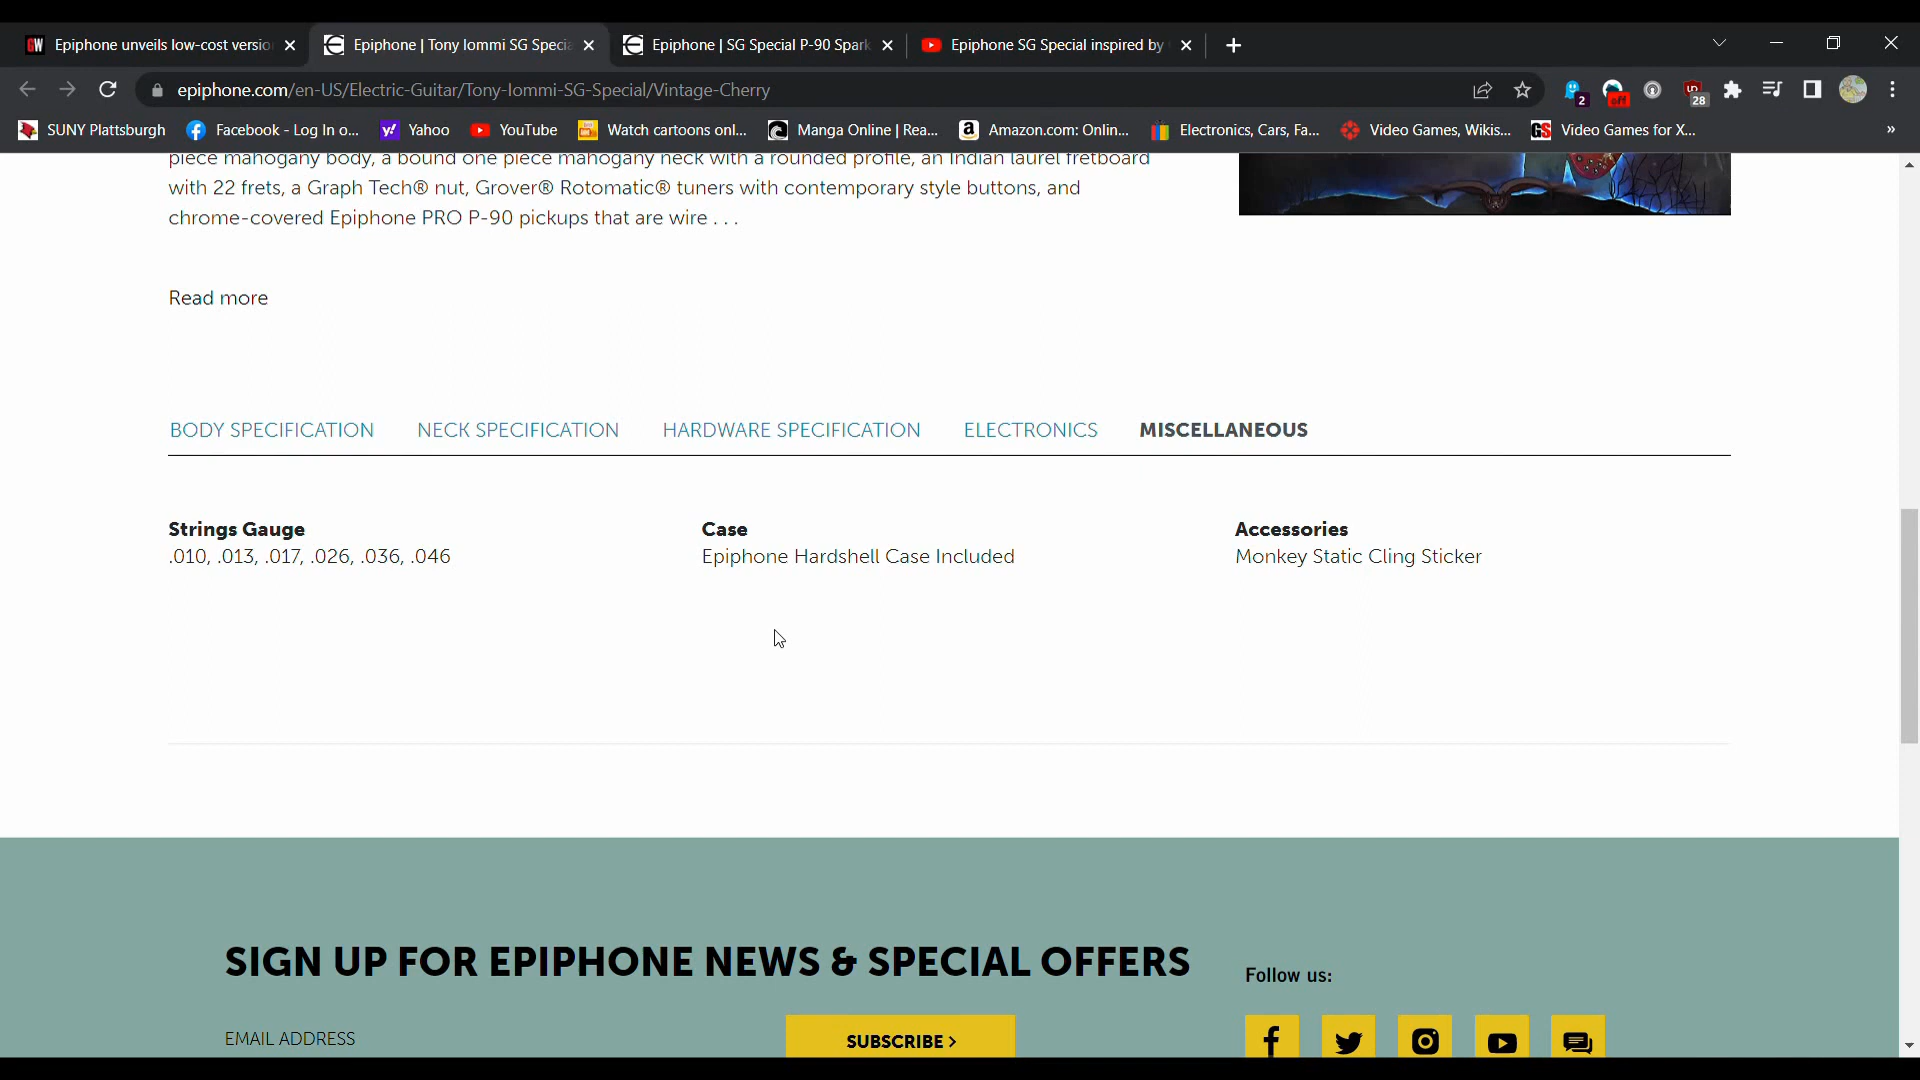 GW Epiphone unveils low-cost versio
Epiphone | Tony Iommi SG Specia
Epiphone | SG Special P-90 Spark
Epiphone SG Special inspired by
epiphone.com/en-US/Electric-Guitar/Tony-Iommi-SG-Special/Vintage-Cherry
2
off
28
SUNY Plattsburgh
Facebook - Log In o...
Yahoo
YouTube
Watch cartoons onl...
Manga Online | Rea...
Amazon.com: Onlin...
Electronics, Cars, Fa...
Video Games, Wikis...
GS Video Games for X...
»
piece mahogany body, a bound one piece mahogany neck with a rounded profile, an Indian laurel fretboard
with 22 frets, a Graph Tech® nut, Grover® Rotomatic® tuners with contemporary style buttons, and
chrome-covered Epiphone PRO P-90 pickups that are wire . . .
Read more
BODY SPECIFICATION
NECK SPECIFICATION
HARDWARE SPECIFICATION
ELECTRONICS
MISCELLANEOUS
Strings Gauge
.010, .013, .017, .026, .036, .046
Case
Epiphone Hardshell Case Included
Accessories
Monkey Static Cling Sticker
SIGN UP FOR EPIPHONE NEWS & SPECIAL OFFERS
Follow us:
EMAIL ADDRESS
SUBSCRIBE >